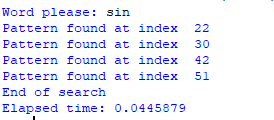 Word please: sin
Pattern found at index  22
Pattern found at index  30
Pattern found at index  42
Pattern found at index  51
End of search
Elapsed time: 0.0445879